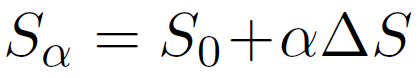 S_α = S_0 + αΔS